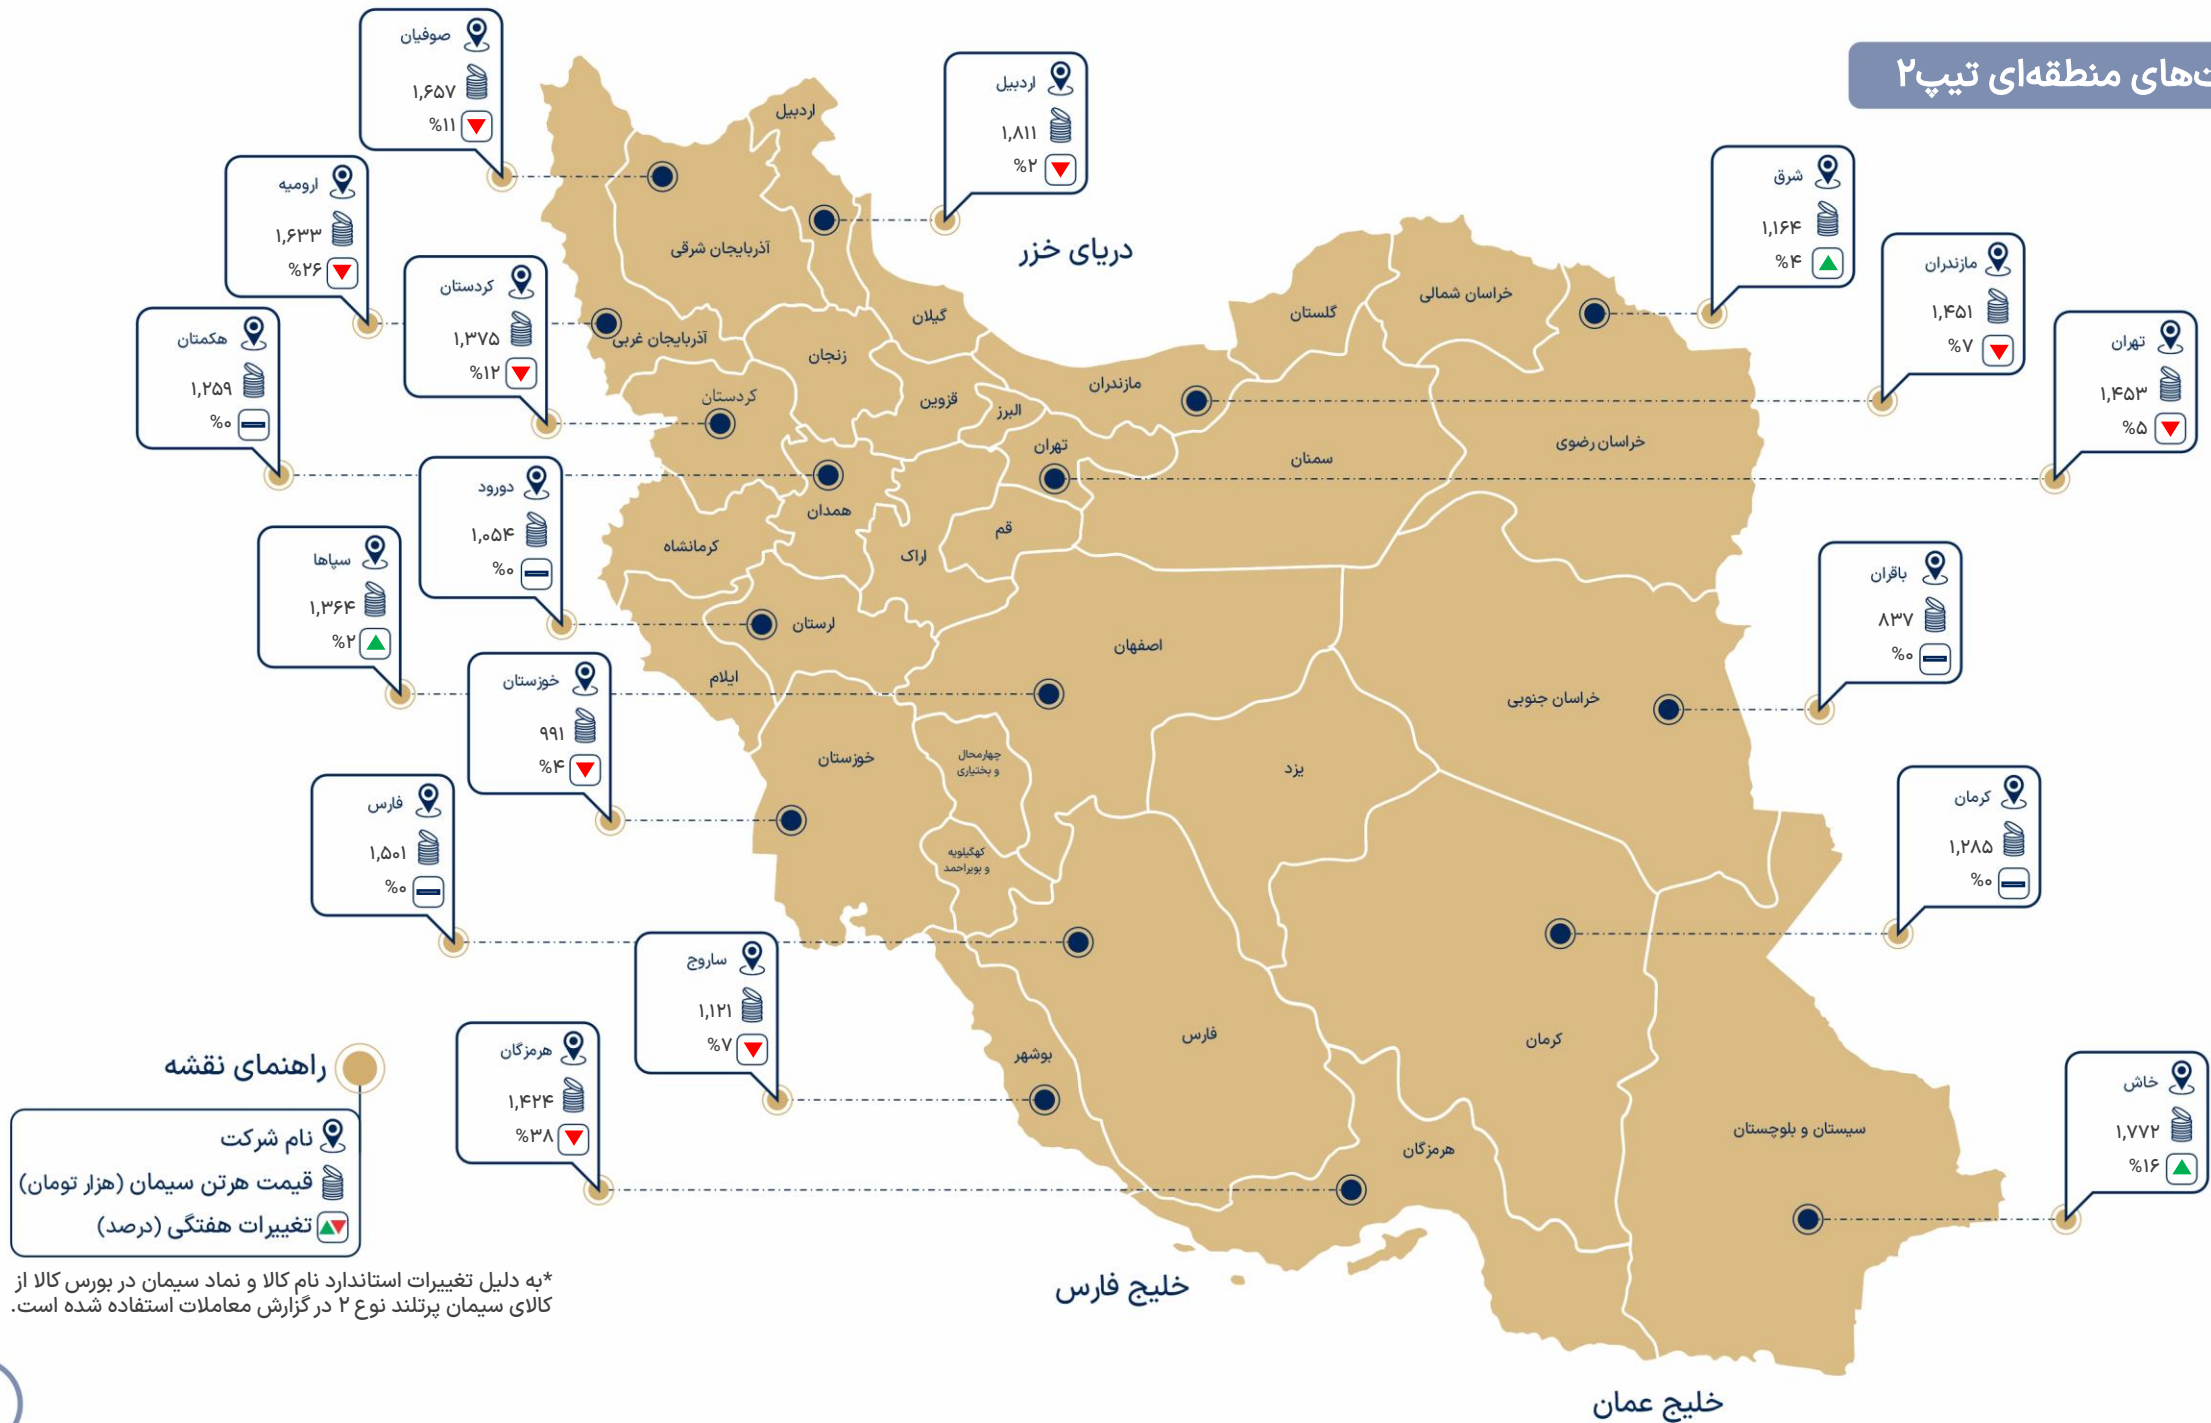 ت‌های منطقه‌ای تیپ۲
صوفیان
۱,۶۵۷
%۱۱
اردبیل
۱,۸۱۱
%۲
ارومیه
۱,۶۳۳
%۲۶
شرق
۱,۱۶۴
%۴
کردستان
۱,۳۷۵
%۱۲
مازندران
۱,۴۵۱
%۷
هکمتان
۱,۲۵۹
%۰
تهران
۱,۴۵۳
%۵
دورود
۱,۰۵۴
%۰
سپاها
۱,۳۶۴
%۲
باقران
۸۳۷
%۰
خوزستان
۹۹۱
%۴
فارس
۱,۵۰۱
%۰
کرمان
۱,۲۸۵
%۰
ساروج
۱,۱۲۱
%۷
هرمزگان
۱,۴۲۴
%۳۸
خاش
۱,۷۷۲
%۱۶
دریای خزر
اردبیل
آذربایجان شرقی
آذربایجان غربی
گیلان
زنجان
کردستان
قزوین
البرز
مازندران
گلستان
خراسان شمالی
خراسان رضوی
تهران
سمنان
همدان
کرمانشاه
اراک
قم
لرستان
ایلام
اصفهان
خراسان جنوبی
خوزستان
چهارمحال
و بختیاری
یزد
کهگیلویه
و بویراحمد
فارس
بوشهر
کرمان
هرمزگان
سیستان و بلوچستان
خلیج فارس
خلیج عمان
راهنمای نقشه
نام شرکت
قیمت هرتن سیمان (هزار تومان)
تغییرات هفتگی (درصد)
*به دلیل تغییرات استاندارد نام کالا و نماد سیمان در بورس کالا از
کالای سیمان پرتلند نوع ۲ در گزارش معاملات استفاده شده است.